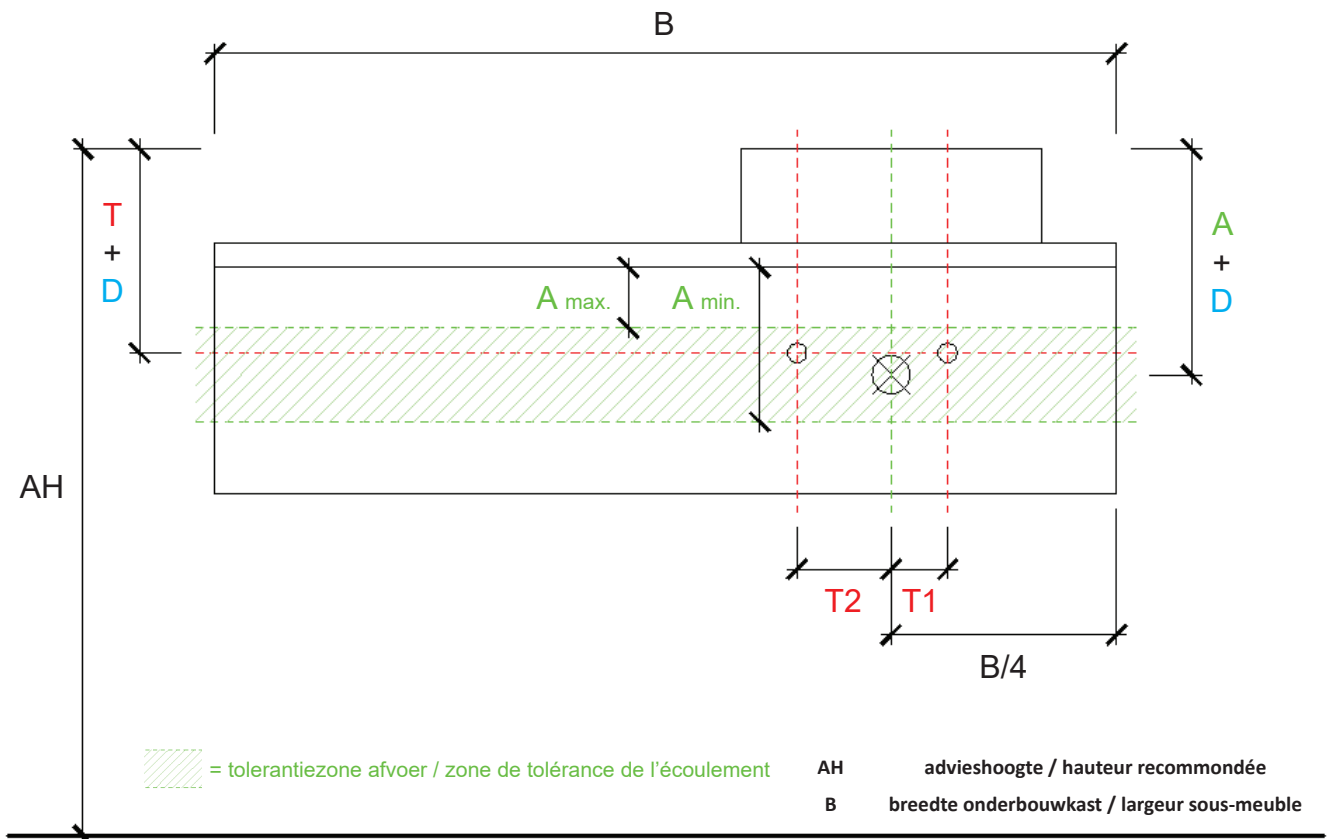 B
T
+
D
A
+
D
A max.
A min.
AH
T2
T1
B/4
= tolerantiezone afvoer / zone de tolérance de l'écoulement
AH advieshoogte / hauteur recommondée
B breedte onderbouwkast / largeur sous-meuble